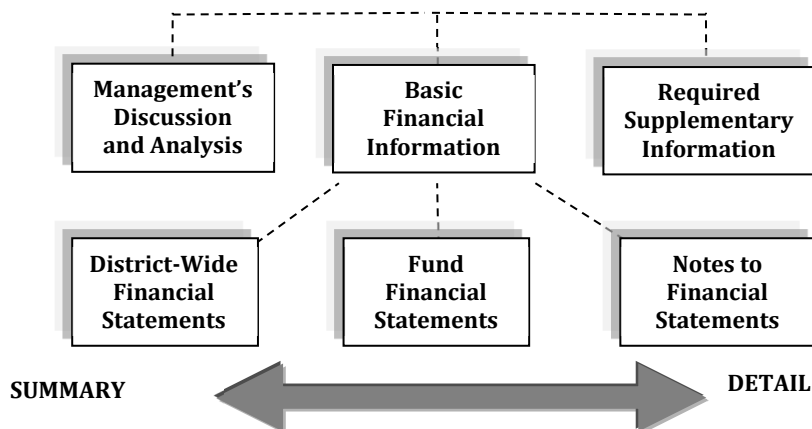 Management’s
Discussion
and Analysis
Basic
Financial
Information
Required
Supplementary
Information
District-Wide
Financial
Statements
Fund
Financial
Statements
Notes to
Financial
Statements
SUMMARY
DETAIL